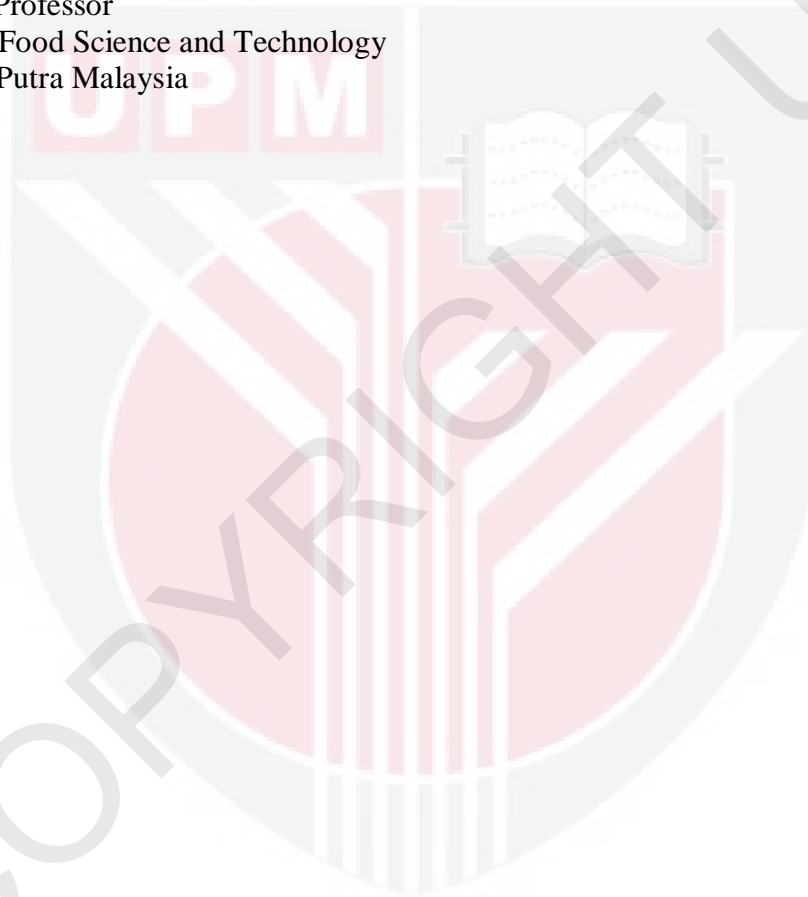 Professor
Food Science and Technology
Putra Malaysia
UPM
COPYRIGHT U